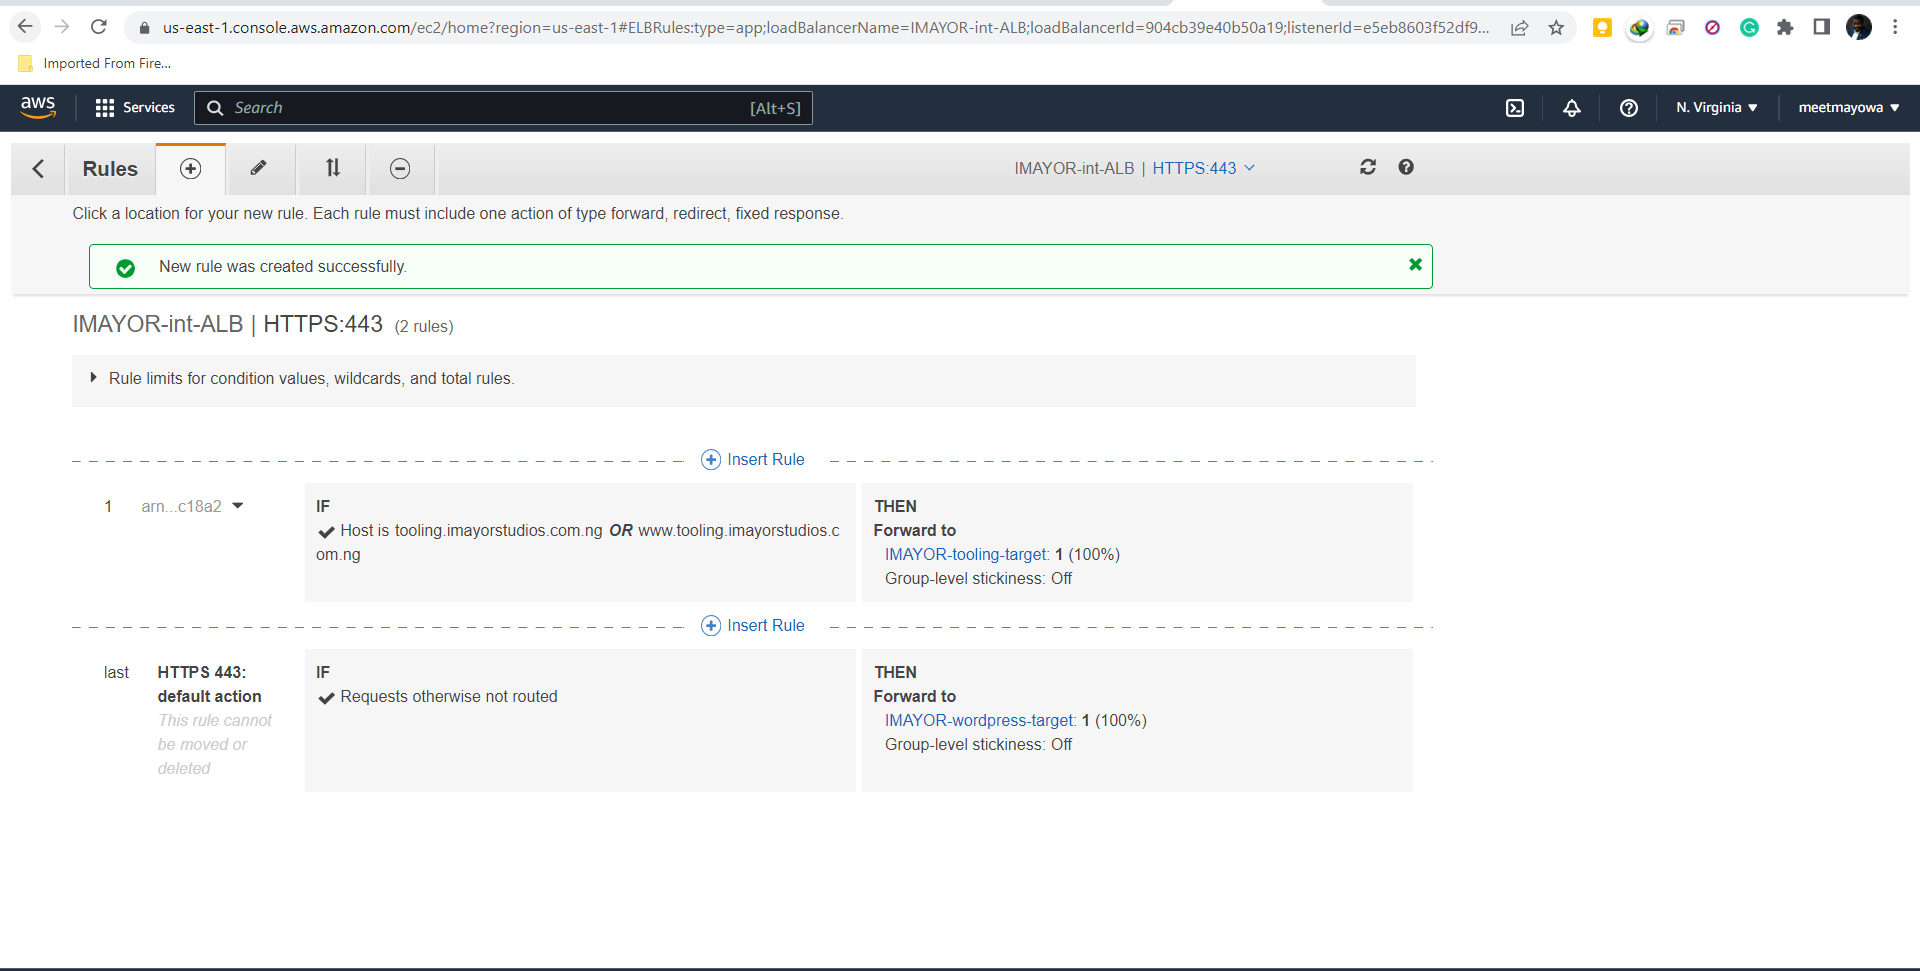 us-east-1.console.aws.amazon.com/ec2/home?region=us-east-1#ELBRules:type=app;loadBalancerName=IMAYOR-int-ALB;loadBalancerId=904cb39e40b50a19;listenerId=e5eb8603f52df9...
Imported From Fire...
aws Services Search [Alt+S] N. Virginia meetmayowa
Rules IMAYOR-int-ALB | HTTPS:443
Click a location for your new rule. Each rule must include one action of type forward, redirect, fixed response.
New rule was created successfully.
IMAYOR-int-ALB | HTTPS:443 (2 rules)
Rule limits for condition values, wildcards, and total rules.
Insert Rule
1 arn...c18a2
IF
Host is tooling.imayorstudios.com.ng OR www.tooling.imayorstudios.c
om.ng
THEN
Forward to
IMAYOR-tooling-target: 1 (100%)
Group-level stickiness: Off
Insert Rule
last HTTPS 443:
default action
This rule cannot
be moved or
deleted
IF
Requests otherwise not routed
THEN
Forward to
IMAYOR-wordpress-target: 1 (100%)
Group-level stickiness: Off